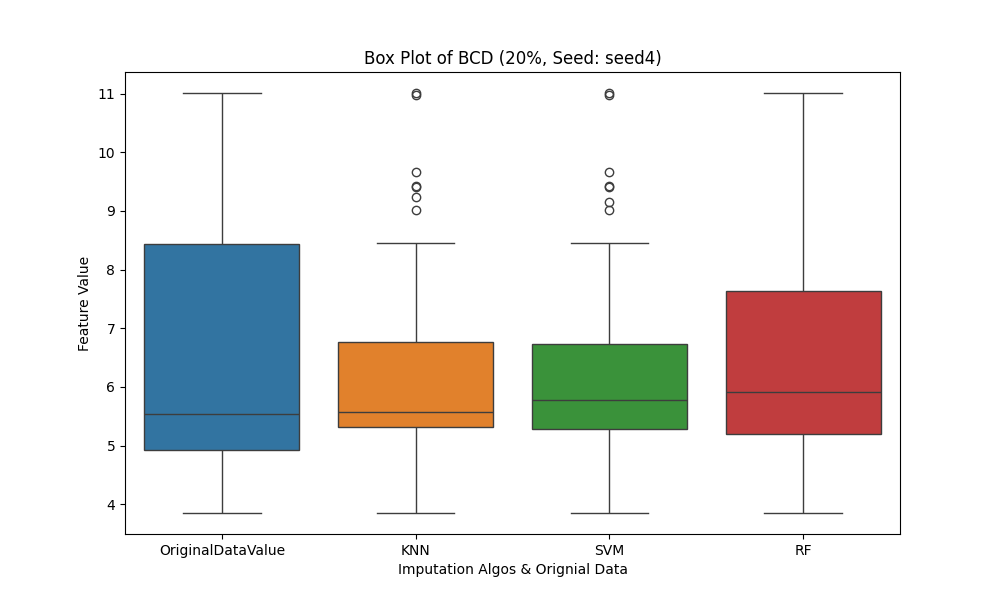 Box Plot of BCD (20%, Seed: seed4)
11
10
9
8
7
6
5
4
Feature Value
OriginalDataValue KNN SVM RF
Imputation Algos & Orignial Data